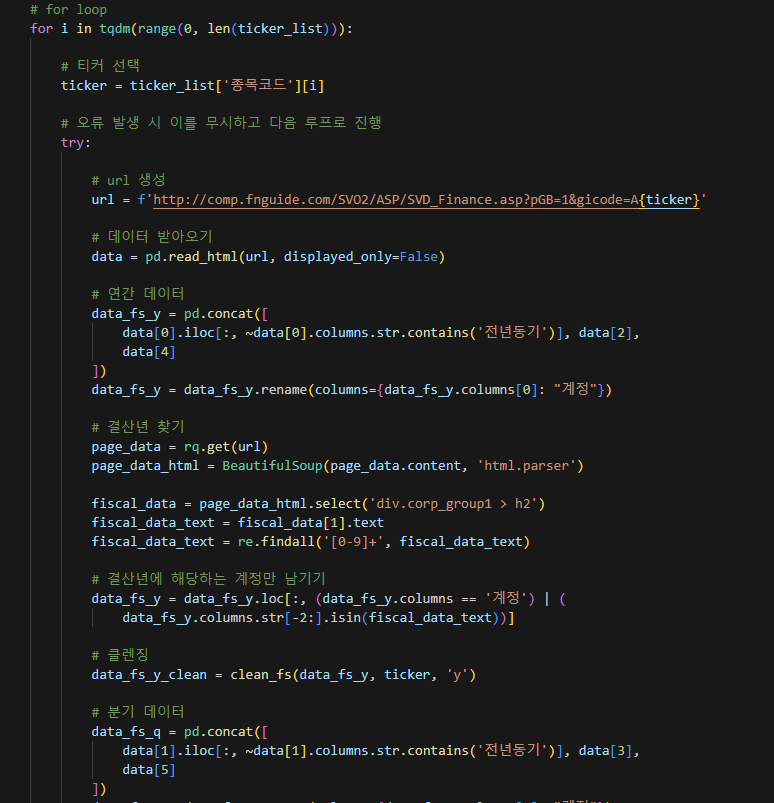 # for loop
for i in tqdm(range(0, len(ticker_list))):
# 티커 선택
ticker = ticker_list['종목코드'][i]
# 오류 발생 시 이를 무시하고 다음 루프로 진행
try:
# url 생성
url = f'http://comp.fnguide.com/SVO2/ASP/SVD_Finance.asp?pGB=1&gicode=A{ticker}'
# 데이터 받아오기
data = pd.read_html(url, displayed_only=False)
# 연간 데이터
data_fs_y = pd.concat([
data[0].iloc[:, ~data[0].columns.str.contains('전년동기')], data[2],
data[4]
])
data_fs_y = data_fs_y.rename(columns={data_fs_y.columns[0]: "계정"})
# 결산년 찾기
page_data = rq.get(url)
page_data_html = BeautifulSoup(page_data.content, 'html.parser')
fiscal_data = page_data_html.select('div.corp_group1 > h2')
fiscal_data_text = fiscal_data[1].text
fiscal_data_text = re.findall('[0-9]+', fiscal_data_text)
# 결산년에 해당하는 계정만 남기기
data_fs_y = data_fs_y.loc[:, (data_fs_y.columns == '계정') | (
data_fs_y.columns.str[-2:].isin(fiscal_data_text))]
# 클렌징
data_fs_y_clean = clean_fs(data_fs_y, ticker, 'y')
# 분기 데이터
data_fs_q = pd.concat([
data[1].iloc[:, ~data[1].columns.str.contains('전년동기')], data[3],
data[5]
])